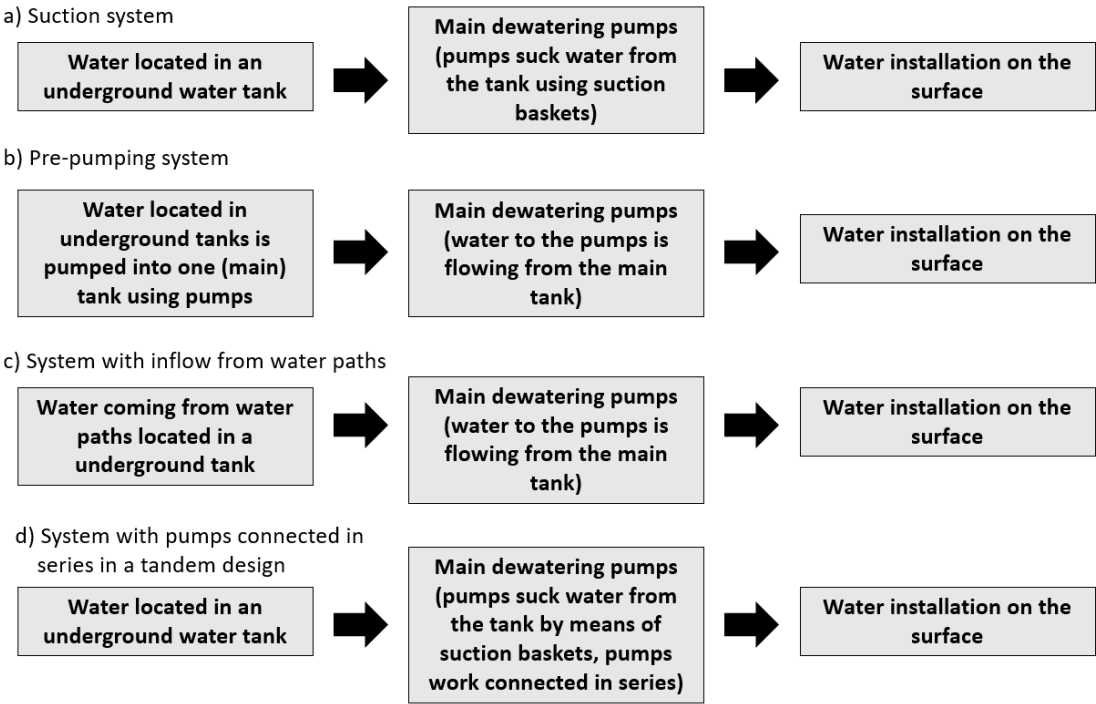 a) Suction system
Water located in an
underground water tank
Main dewatering pumps
(pumps suck water from
the tank using suction
baskets)
Water installation on the
surface
b) Pre-pumping system
Water located in
underground tanks is
pumped into one (main)
tank using pumps
Main dewatering pumps
(water to the pumps is
flowing from the main
tank)
Water installation on the
surface
c) System with inflow from water paths
Water coming from water
paths located in a
underground tank
Main dewatering pumps
(water to the pumps is
flowing from the main
tank)
Water installation on the
surface
d) System with pumps connected in
series in a tandem design
Water located in an
underground water tank
Main dewatering pumps
(pumps suck water from
the tank by means of
suction baskets, pumps
work connected in series)
Water installation on the
surface